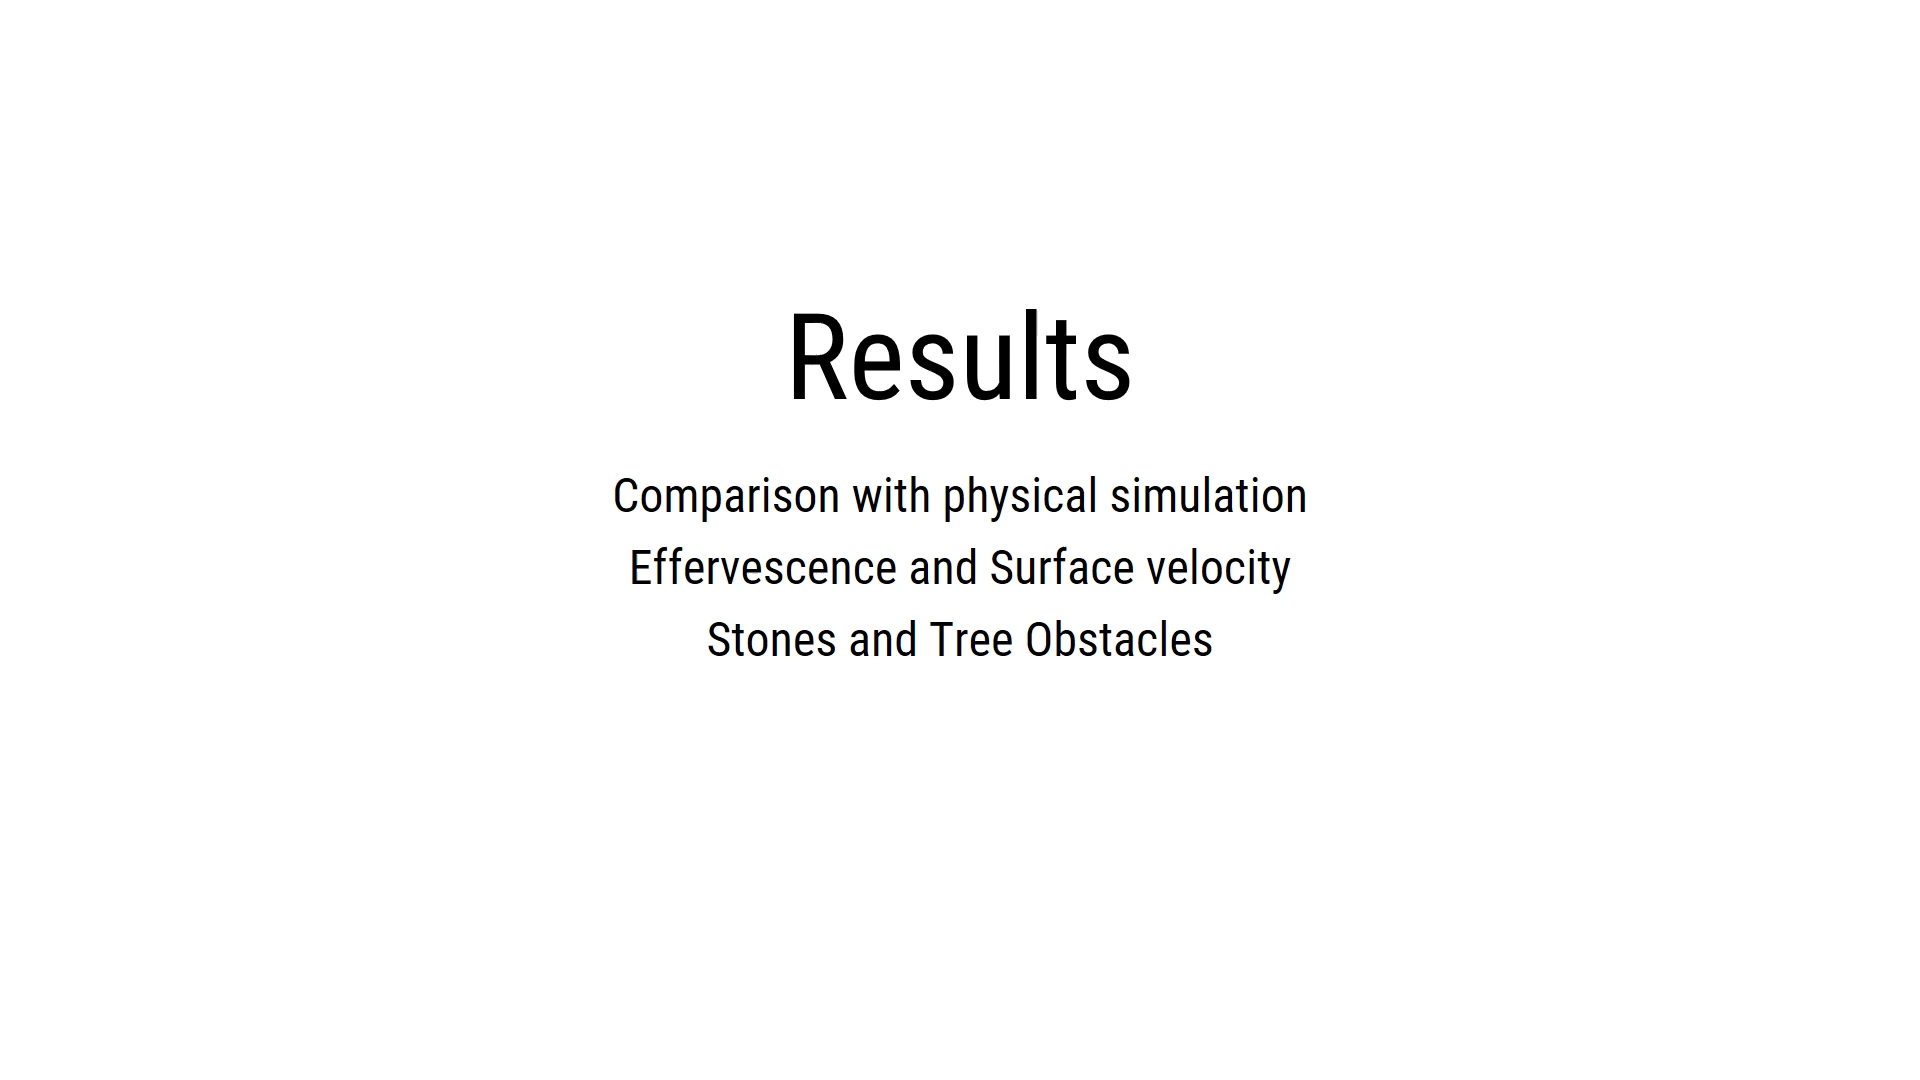 Results
Comparison with physical simulation
Effervescence and Surface velocity
Stones and Tree Obstacles